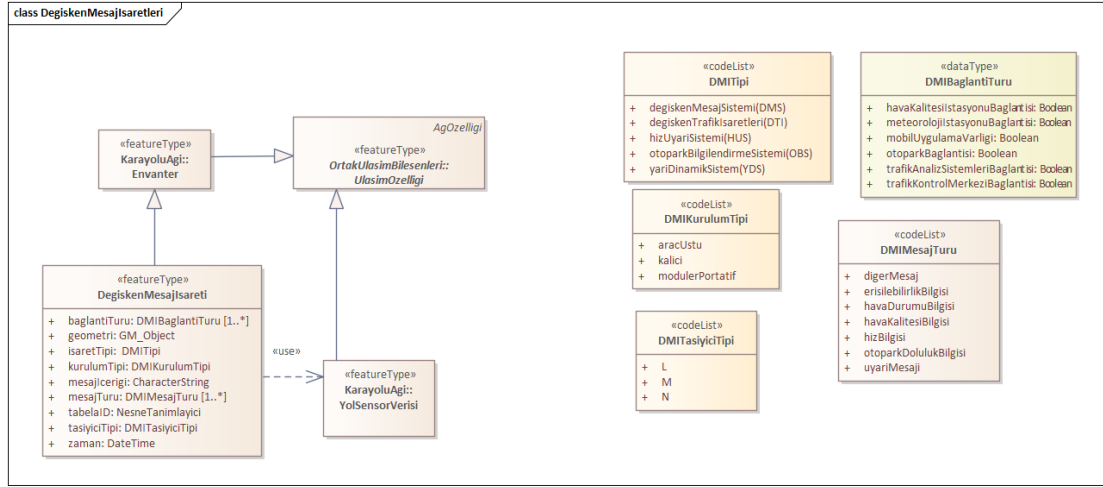 class DegiskenMesajIsaretleri
«featureType»
KarayoluAgi::
Envanter
AgOzelligi
«featureType»
OrtakUlasimBilesenleri::
UlasimOzelligi
«featureType»
DegiskenMesajIsareti
+ baglantiTuru: DMIBaglantiTuru [1..*]
+ geometri: GM_Object
+ isaretTipi: DMITipi
+ kurulumTipi: DMIKurulumTipi
+ mesajIcerigi: CharacterString
+ mesajTuru: DMIMesajTuru [1..*]
+ tabelaID: NesneTanimlayici
+ tasiyiciTipi: DMITasiyiciTipi
+ zaman: DateTime
«use»
«featureType»
KarayoluAgi::
YolSensorVerisi
«codeList»
DMITipi
+ degiskenMesajSistemi(DMS)
+ degiskenTrafikIsaretleri(DTI)
+ hizUyariSistemi(HUS)
+ otoparkBilgilendirmeSistemi(OBS)
+ yariDinamikSistem(YDS)
«codeList»
DMIKurulumTipi
+ aracUstu
+ kalici
+ modulerPortatif
«codeList»
DMITasiyiciTipi
+ L
+ M
+ N
«dataType»
DMIBaglantiTuru
+ havaKalitesiIstasyonuBaglantisi: Boolean
+ meteorolojiIstasyonuBaglantisi: Boolean
+ mobilUygulamaVarligi: Boolean
+ otoparkBaglantisi: Boolean
+ trafikAnalizSistemleriBaglantisi: Boolean
+ trafikKontrolMerkeziBaglantisi: Boolean
«codeList»
DMIMesajTuru
+ digerMesaj
+ erisilebilirlikBilgisi
+ havaDurumuBilgisi
+ havaKalitesiBilgisi
+ hizBilgisi
+ otoparkDolulukBilgisi
+ uyariMesaji